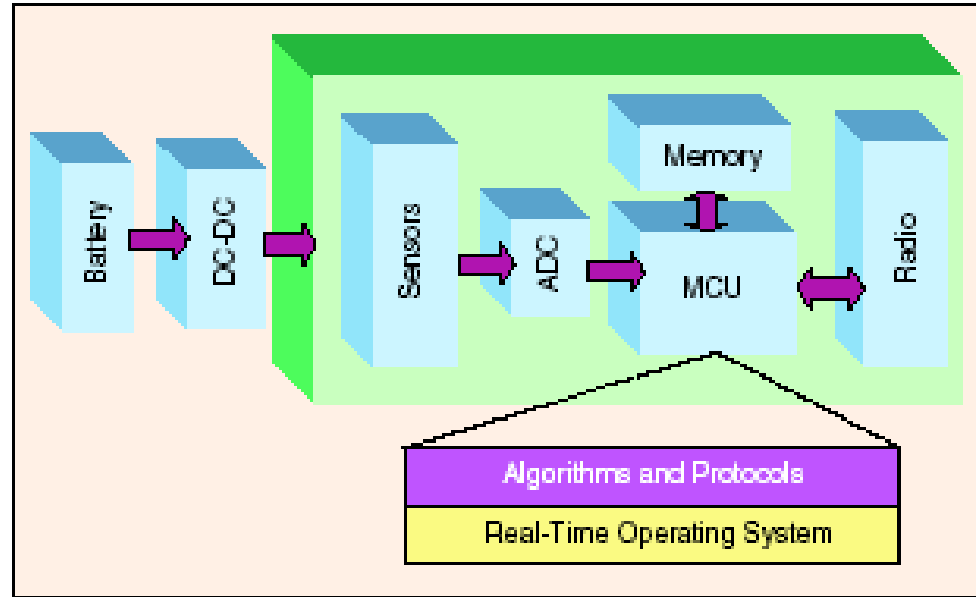 Battery
DC-DC
Sensors
ADC
Memory
MCU
Radio
Algorithms and Protocols
Real-Time Operating System